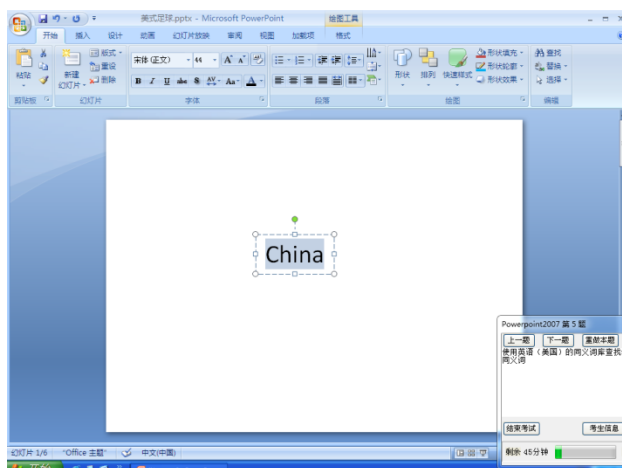 美式足球.pptx - Microsoft PowerPoint
绘图工具
开始 插入 设计 动画 幻灯片放映 审阅 视图 加载项 格式
粘贴
新建
幻灯片
版式
重设
删除
宋体(正文) 44
B I U abc S AV Aa A
形状 排列 快速样式
形状填充
形状轮廓
形状效果
查找
替换
选择
剪贴板 幻灯片 字体 段落 绘图 编辑
China
Powerpoint2007 第 5 题
上一题 下一题 重做本题
使用英语（美国）的同义词库查找
同义词
结束考试 考生信息
剩余 45分钟
幻灯片 1/6 "Office 主题" 中文(中国)